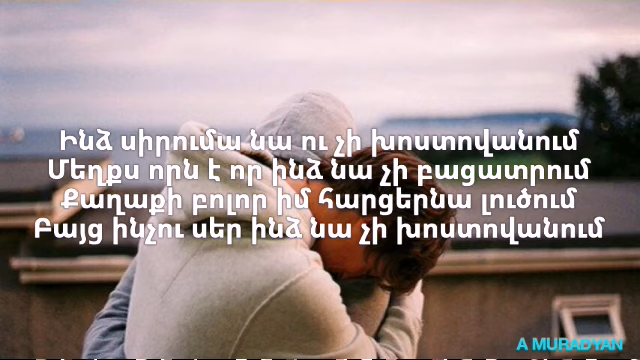 Ինձ սիրումա նա ու չի խոստովանում
Մեղքս որն է որ ինձ նա չի բացատրում
Քաղաքի բոլոր իմ հարցերնա լուծում
Բայց ինչու սեր ինձ նա չի խոստովանում
A MURADYAN